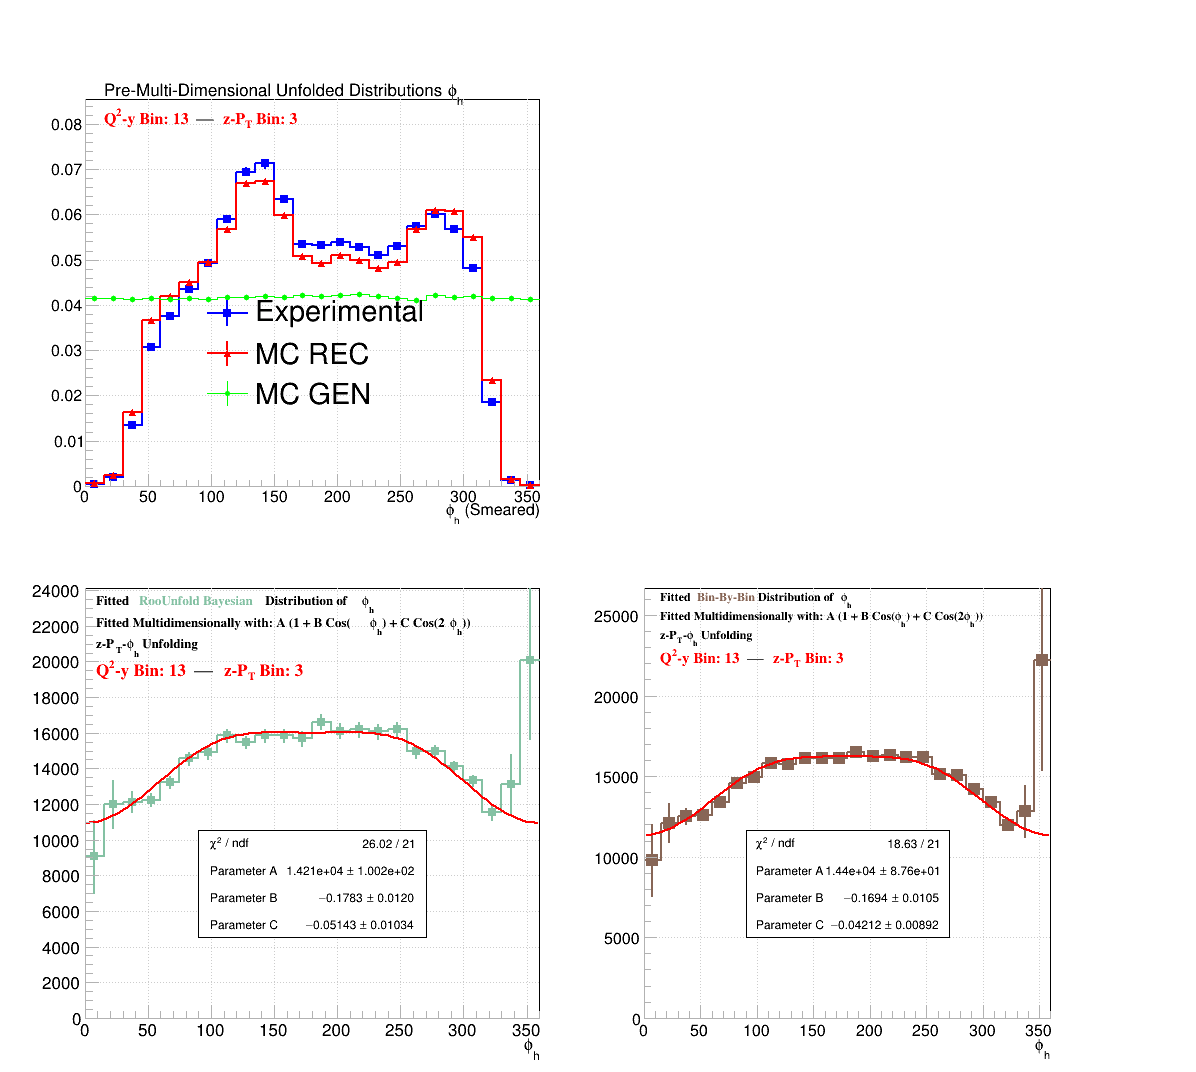 Pre-Multi-Dimensional Unfolded Distributions ϕh
Q²-y Bin: 13 — z-PT Bin: 3
0.08
0.07
0.06
0.05
0.04
0.03
0.02
0.01
0
Experimental
MC REC
MC GEN
0 50 100 150 200 250 300 350
ϕh (Smeared)
24000
22000
20000
18000
16000
14000
12000
10000
8000
6000
4000
2000
0
Fitted RooUnfold Bayesian Distribution of ϕh
Fitted Multidimensionally with: A (1 + B Cos( ϕh) + C Cos(2 ϕh))
z-PT-ϕh Unfolding
Q²-y Bin: 13 — z-PT Bin: 3
χ² / ndf 26.02 / 21
Parameter A 1.421e+04 ± 1.002e+02
Parameter B −0.1783 ± 0.0120
Parameter C −0.05143 ± 0.01034
0 50 100 150 200 250 300 350
ϕh
25000
20000
15000
10000
5000
0
Fitted Bin-By-Bin Distribution of ϕh
Fitted Multidimensionally with: A (1 + B Cos(ϕh) + C Cos(2ϕh))
z-PT-ϕh Unfolding
Q²-y Bin: 13 — z-PT Bin: 3
χ² / ndf 18.63 / 21
Parameter A 1.44e+04 ± 8.76e+01
Parameter B −0.1694 ± 0.0105
Parameter C −0.04212 ± 0.00892
0 50 100 150 200 250 300 350
ϕh